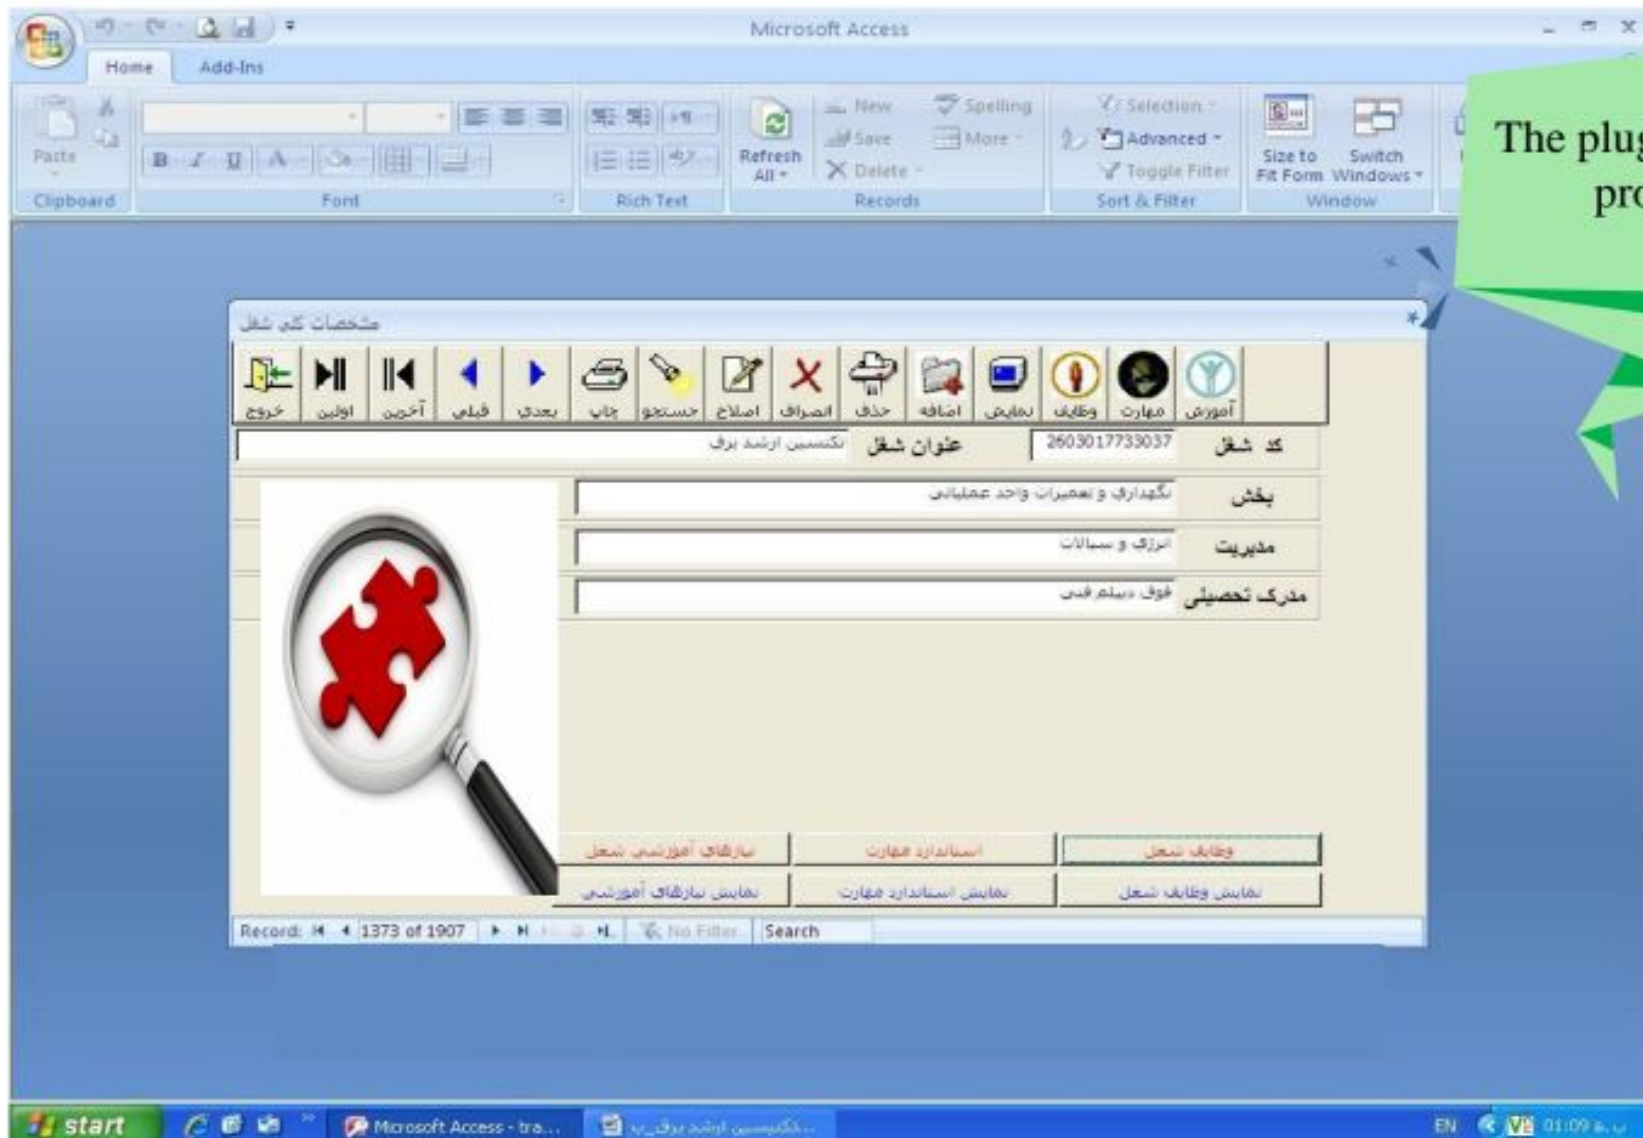 Microsoft Access
Home Add-Ins
The plug
pro
Paste
B I U A
Refresh All
New
Save
Delete
Spelling
More
Selection
Advanced
Toggle Filter
Size to Fit Form
Switch Windows
Clipboard Font Rich Text Records Sort & Filter Window
مشخصات کلی شغل
آموزش مهارت وظایف نمایش اضافه حذف انصراف اصلاح جستجو چاپ بعدی قبلی آخرین اولین خروج
کد شغل 2603017733037 عنوان شغل تکنسین ارشد برق
بخش نگهداری و تعمیرات واحد عملیاتی
مدیریت انرژی و سیالات
مدرک تحصیلی فوق دیپلم فنی
وظایف شغل استاندارد مهارت نیازهای آموزشی شغل
نمایش وظایف شغل نمایش استاندارد مهارت نمایش نیازهای آموزشی
Record: 1373 of 1907 No Filter Search
start Microsoft Access - tra... تکنیسین ارشد برق_ب... EN 01:09 ب.ظ